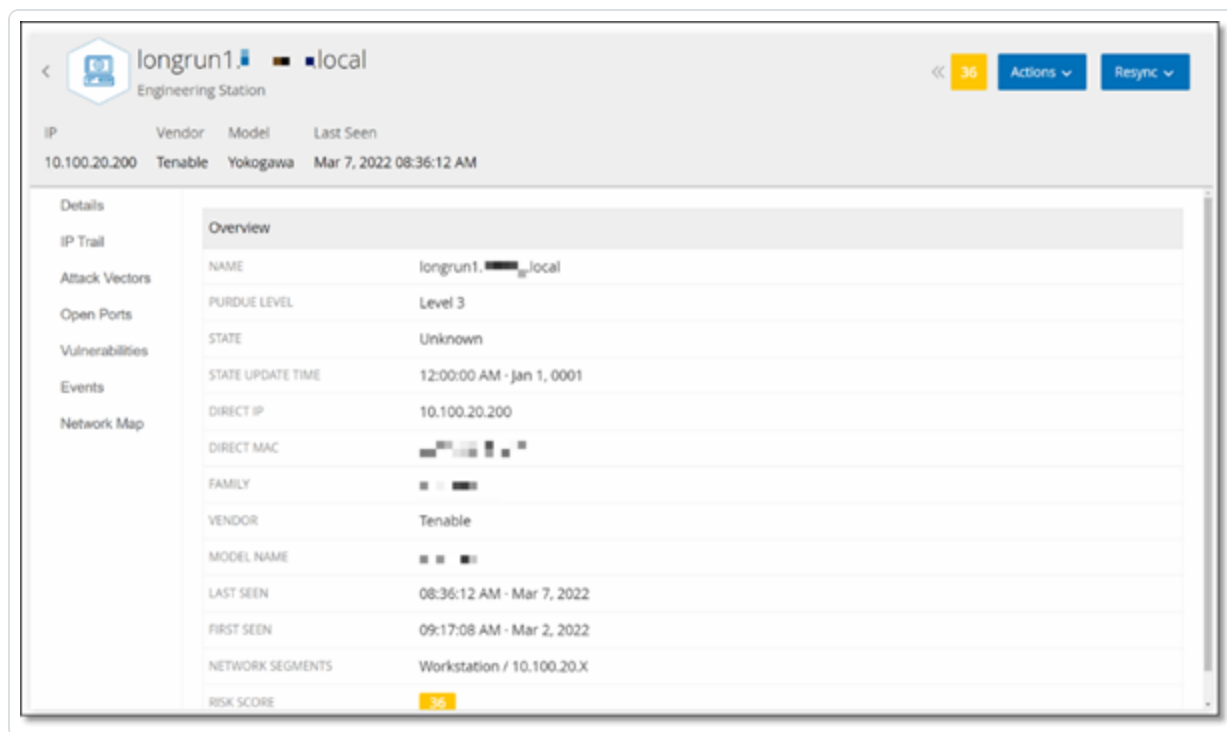 longrun1. local
36
Actions
Resync
Engineering Station
IP Vendor Model Last Seen
10.100.20.200 Tenable Yokogawa Mar 7, 2022 08:36:12 AM
Details
IP Trail
Attack Vectors
Open Ports
Vulnerabilities
Events
Network Map
Overview
NAME longrun1. .local
PURDUE LEVEL Level 3
STATE Unknown
STATE UPDATE TIME 12:00:00 AM · Jan 1, 0001
DIRECT IP 10.100.20.200
DIRECT MAC
FAMILY
VENDOR Tenable
MODEL NAME
LAST SEEN 08:36:12 AM · Mar 7, 2022
FIRST SEEN 09:17:08 AM · Mar 2, 2022
NETWORK SEGMENTS Workstation / 10.100.20.X
RISK SCORE 36